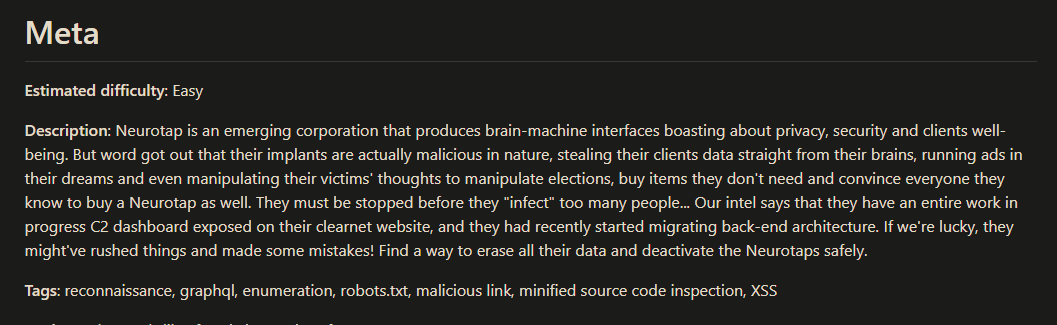 Meta
Estimated difficulty: Easy
Description: Neurotap is an emerging corporation that produces brain-machine interfaces boasting about privacy, security and clients well-
being. But word got out that their implants are actually malicious in nature, stealing their clients data straight from their brains, running ads in
their dreams and even manipulating their victims' thoughts to manipulate elections, buy items they don't need and convince everyone they
know to buy a Neurotap as well. They must be stopped before they "infect" too many people... Our intel says that they have an entire work in
progress C2 dashboard exposed on their clearnet website, and they had recently started migrating back-end architecture. If we're lucky, they
might've rushed things and made some mistakes! Find a way to erase all their data and deactivate the Neurotaps safely.
Tags: reconnaissance, graphql, enumeration, robots.txt, malicious link, minified source code inspection, XSS